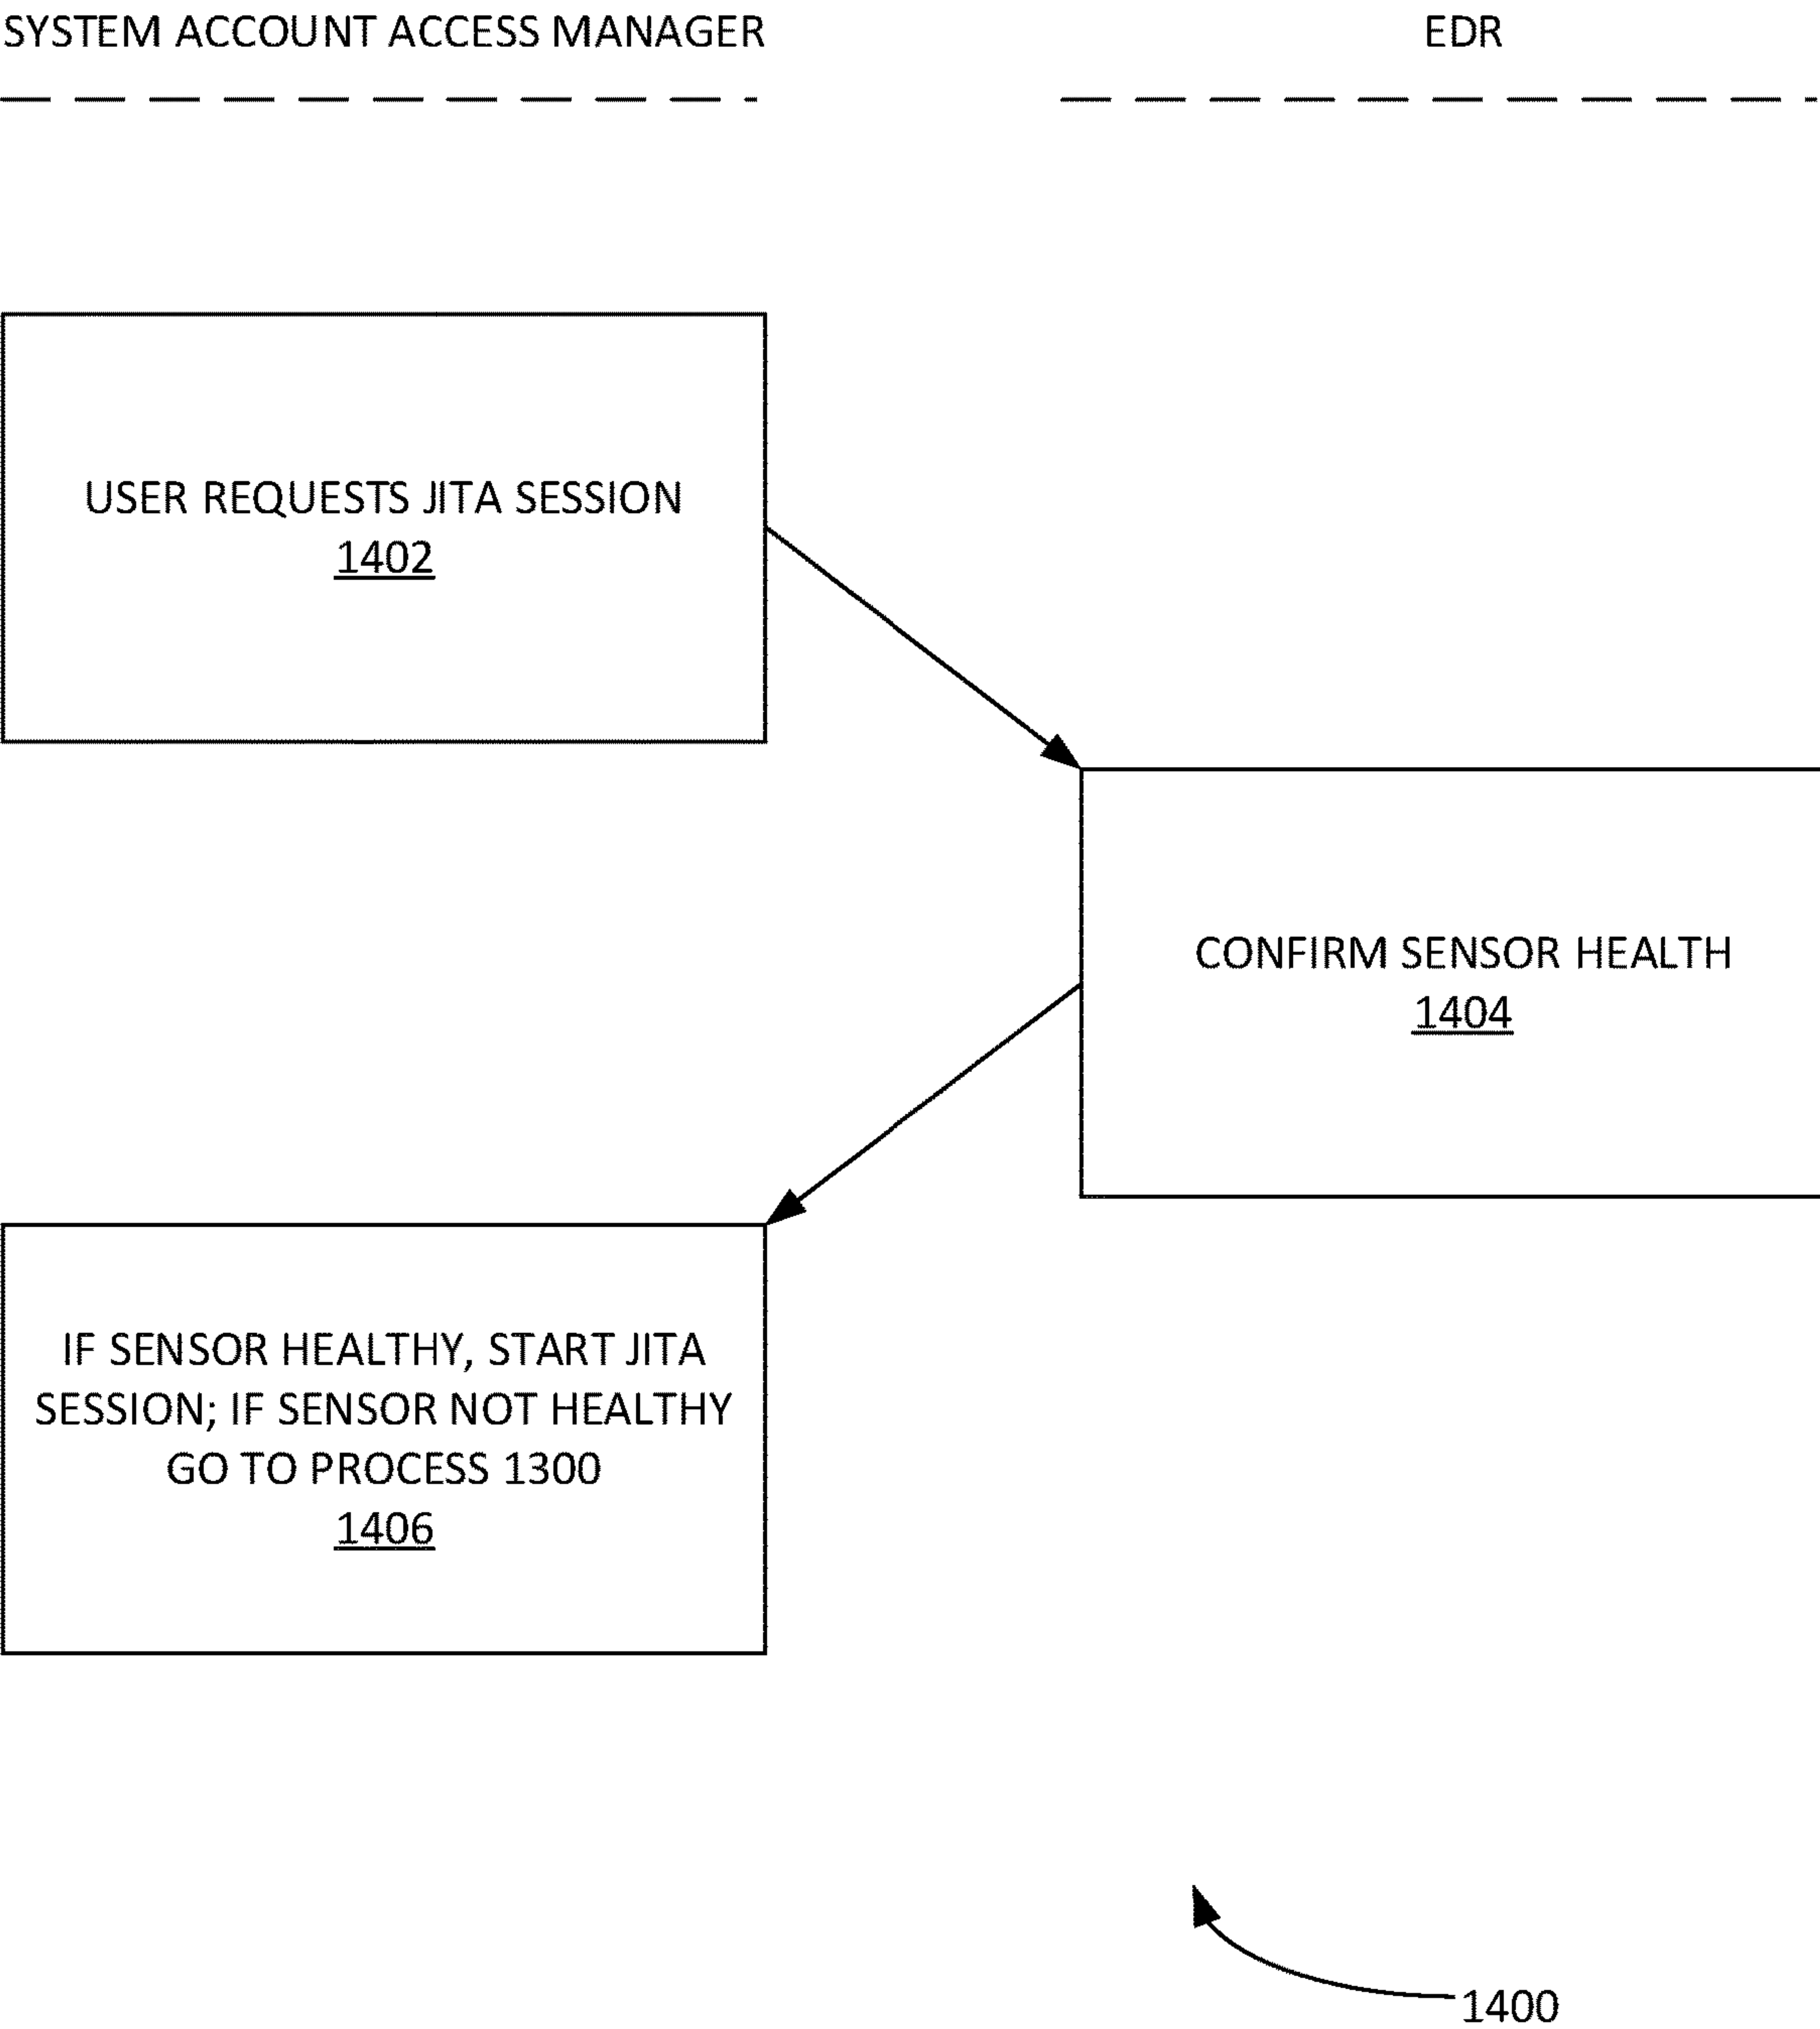 SYSTEM ACCOUNT ACCESS MANAGER
EDR
USER REQUESTS JITA SESSION
1402
CONFIRM SENSOR HEALTH
1404
IF SENSOR HEALTHY, START JITA
SESSION; IF SENSOR NOT HEALTHY
GO TO PROCESS 1300
1406
1400